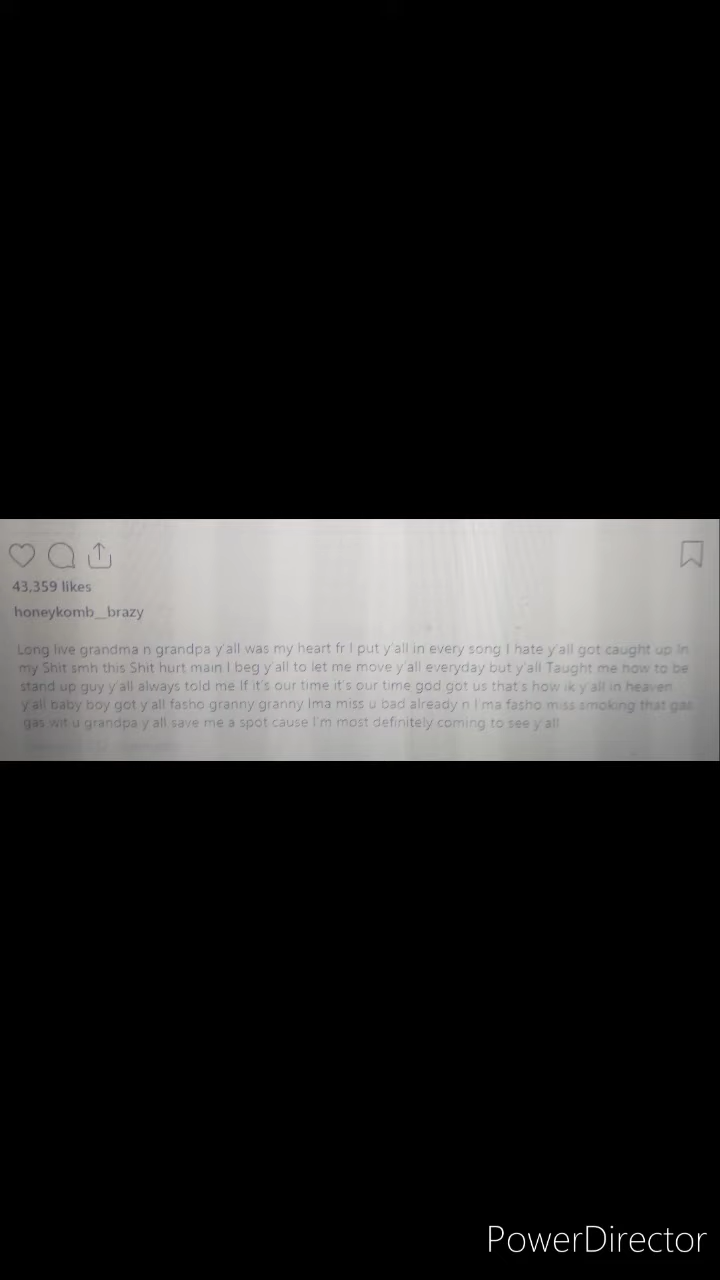 43,359 likes
honeykomb__brazy
Long live grandma n grandpa y'all was my heart fr I put y'all in every song I hate y'all got caught up in
my Shit smh this Shit hurt main I beg y'all to let me move y'all everyday but y'all Taught me how to be
stand up guy y'all always told me If it's our time it's our time god got us that's how ik y'all in heaven
y'all baby boy got y'all fasho granny granny Ima miss u bad already n I'ma fasho miss smoking that gas
gas wit u grandpa y'all save me a spot cause I'm most definitely coming to see y'all
PowerDirector